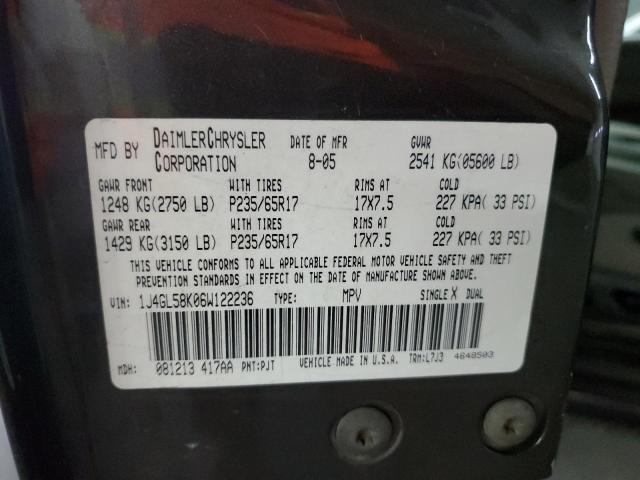 MFD BY DAIMLERCHRYSLER CORPORATION DATE OF MFR 8-05 GVWR 2541 KG(05600 LB)
GAWR FRONT WITH TIRES RIMS AT COLD
1248 KG(2750 LB) P235/65R17 17X7.5 227 KPA( 33 PSI)
GAWR REAR WITH TIRES RIMS AT COLD
1429 KG(3150 LB) P235/65R17 17X7.5 227 KPA( 33 PSI)
THIS VEHICLE CONFORMS TO ALL APPLICABLE FEDERAL MOTOR VEHICLE SAFETY AND THEFT
PREVENTION STANDARDS IN EFFECT ON THE DATE OF MANUFACTURE SHOWN ABOVE.
VIN: 1J4GL58K06W122236 TYPE: MPV SINGLE X DUAL
MDH: 081213 417AA PNT:PJT VEHICLE MADE IN U.S.A. TRM:L7J3 4648503